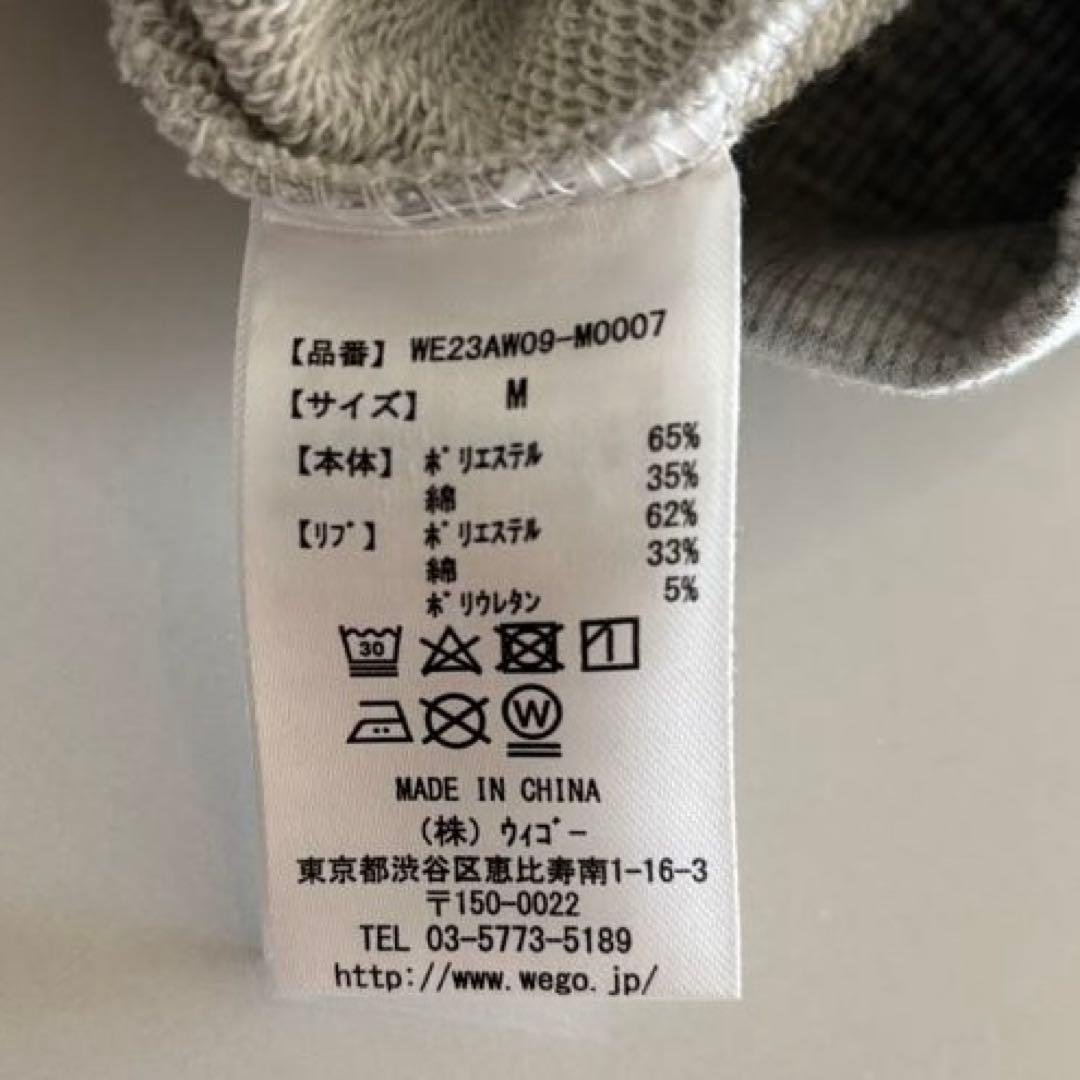 【品番】 WE23AW09-M0007
【サイズ】 M
【本体】 ポリエステル 65%
綿 35%
【リブ】 ポリエステル 62%
綿 33%
ポリウレタン 5%
30
W
MADE IN CHINA
(株) ウィゴー
東京都渋谷区恵比寿南1-16-3
〒150-0022
TEL 03-5773-5189
http://www.wego.jp/